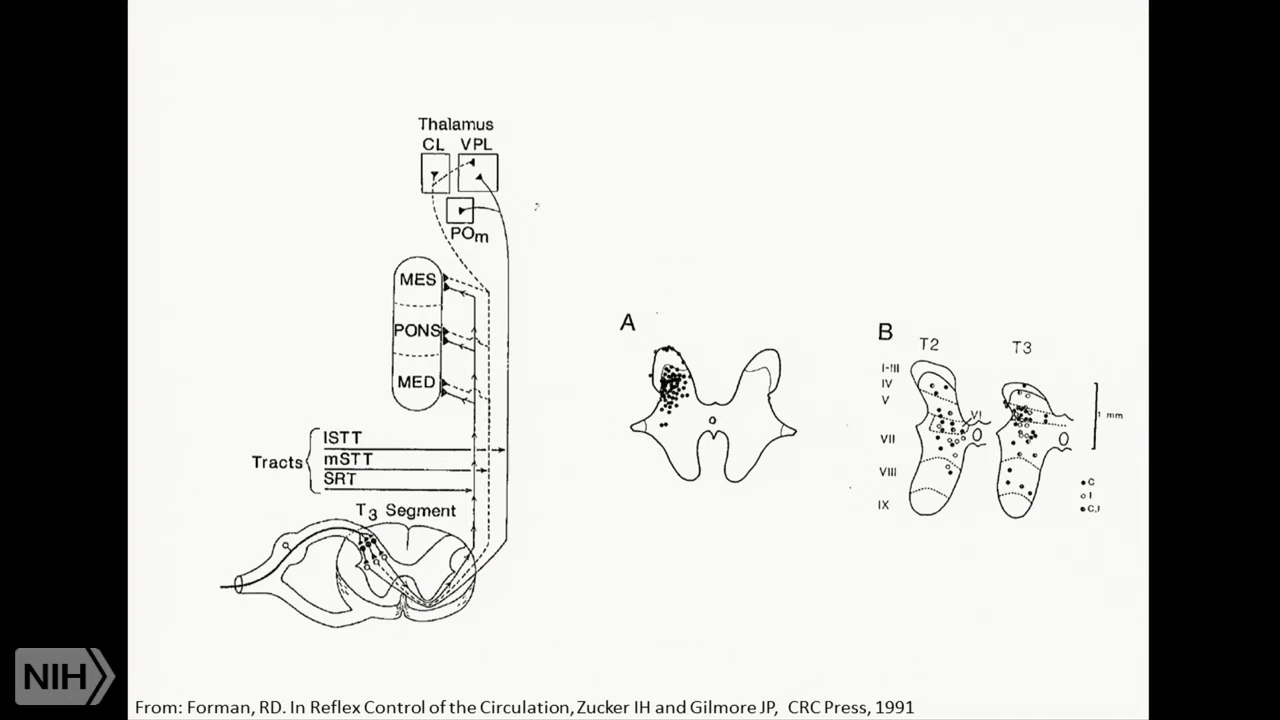 Thalamus
CL VPL
POm
MES
PONS
MED
lSTT
mSTT
SRT
Tracts
T3 Segment
A
B
T2
T3
I-III
IV
V
VI
VII
VIII
IX
1 mm
C
I
C,I
NIH
From: Forman, RD. In Reflex Control of the Circulation, Zucker IH and Gilmore JP, CRC Press, 1991